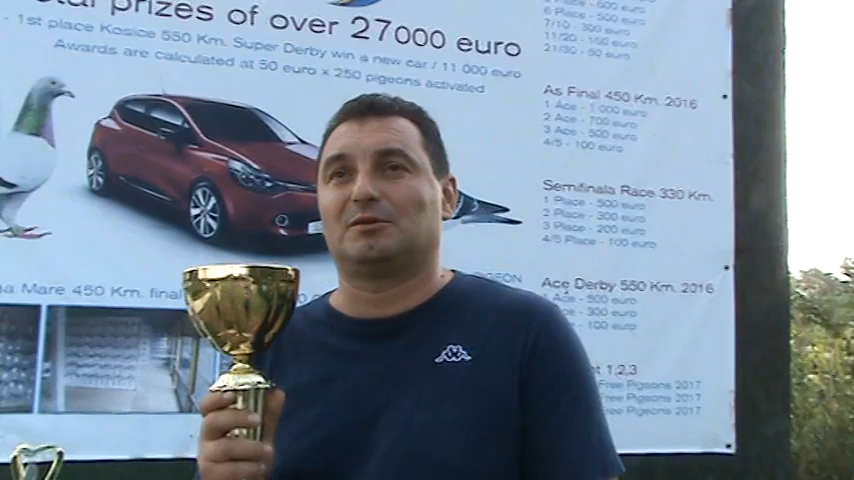 prizes of over 27000 euro
- 1st place Kosice 550 Km. Super Derby win a new car / 11 000 euro
Awards are calculated at 50 euro x 250 pigeons activated
6 Place - 500 euro
7/10 - 300 euro
11/20 - 150 euro
21/30 - 50 euro
As Final 450 Km. 2016
1 Ace - 1 000 euro
2 Ace - 700 euro
3 Ace - 500 euro
4/5 - 100 euro
Semifinala Race 330 Km.
1 Place - 500 euro
2 Place - 300 euro
3 Place - 200 euro
4/5 Place - 100 euro
Mare 450 Km. final
Ace Derby 550 Km. 2016
1 Ace - 500 euro
2 Ace - 300 euro
3 Ace - 100 euro
1,2,3
Free Pigeons 2017
Free Pigeons 2017
Free Pigeons 2017
Kappa